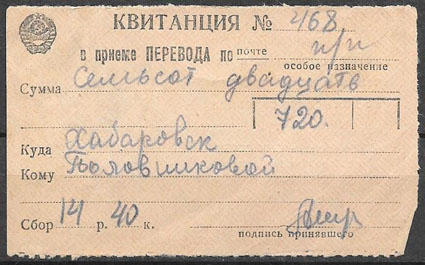 КВИТАНЦИЯ № 468
в приеме ПЕРЕВОДА по почте п/п
особое назначение
Сумма Семьсот двадцать
720.
Куда Хабаровск
Кому Половниковой
Сбор 14 р. 40 к.
подпись принявшего